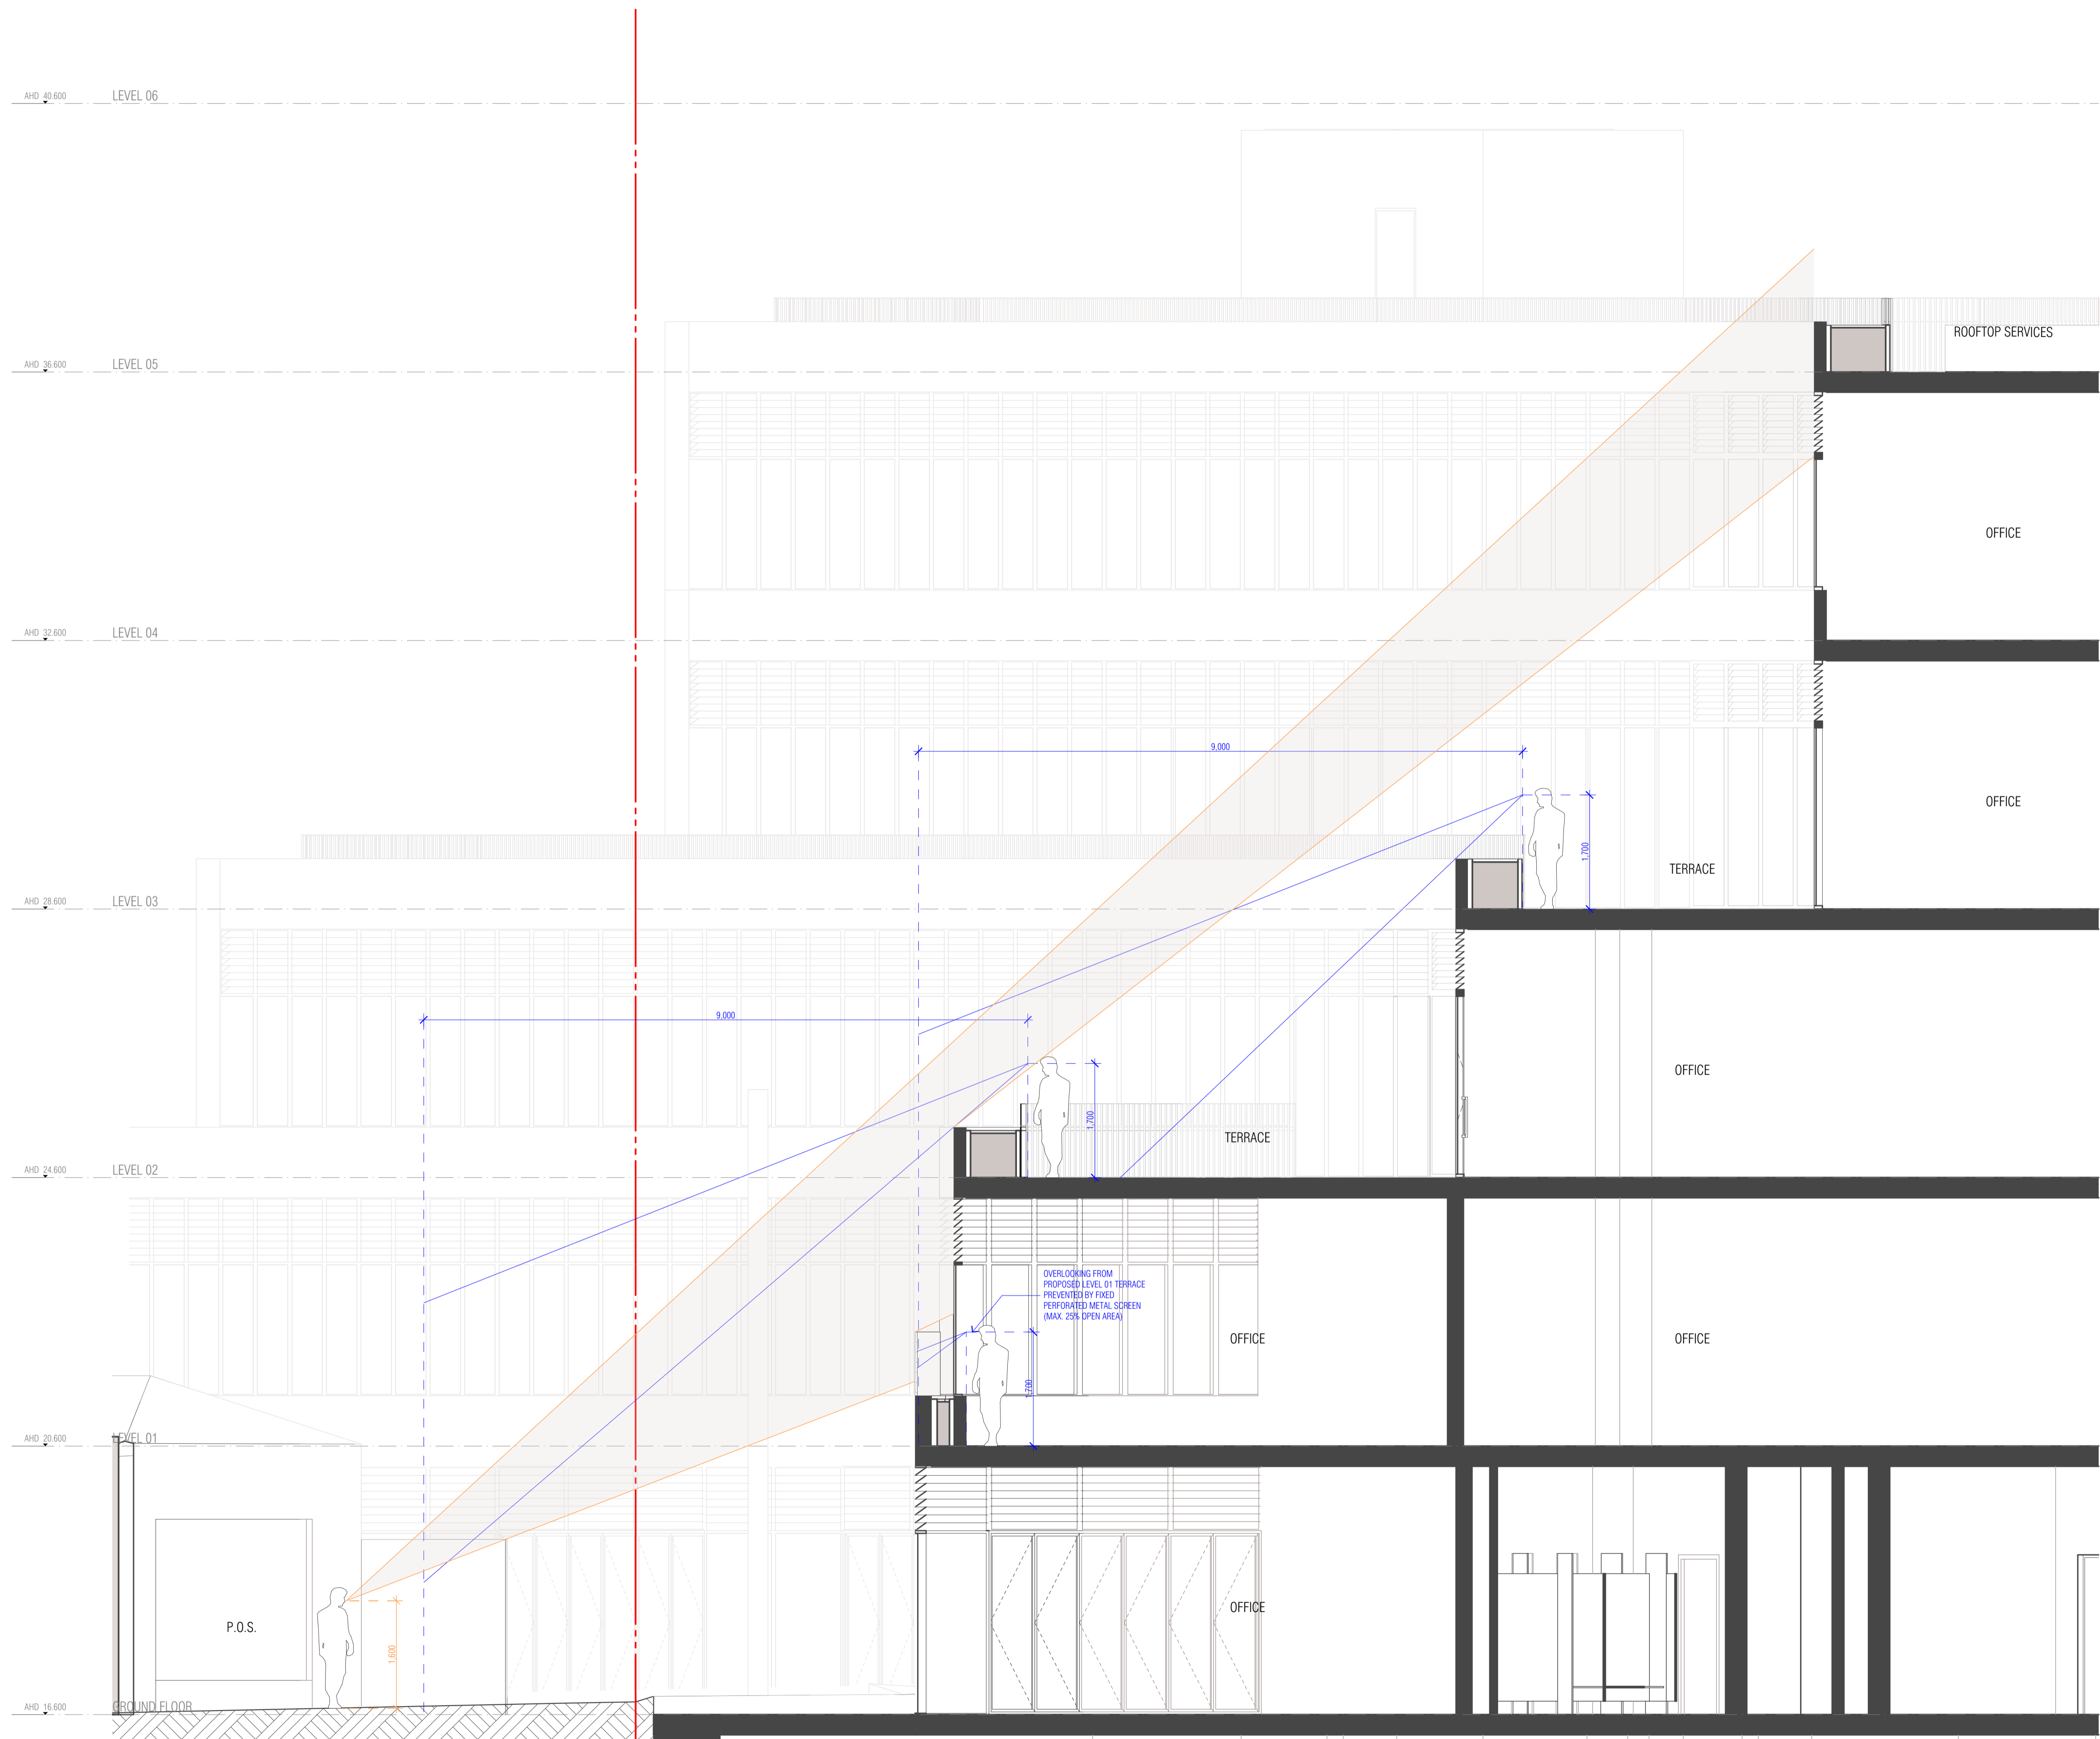 AHD 40.600
LEVEL 06
ROOFTOP SERVICES
AHD 36.600
LEVEL 05
OFFICE
AHD 32.600
LEVEL 04
9,000
OFFICE
1,700
TERRACE
AHD 28.600
LEVEL 03
9,000
OFFICE
1,700
TERRACE
AHD 24.600
LEVEL 02
OVERLOOKING FROM
PROPOSED LEVEL 01 TERRACE
PREVENTED BY FIXED
PERFORATED METAL SCREEN
(MAX. 25% OPEN AREA)
OFFICE
OFFICE
1,700
AHD 20.600
LEVEL 01
OFFICE
P.O.S.
1,600
AHD 16.600
GROUND FLOOR